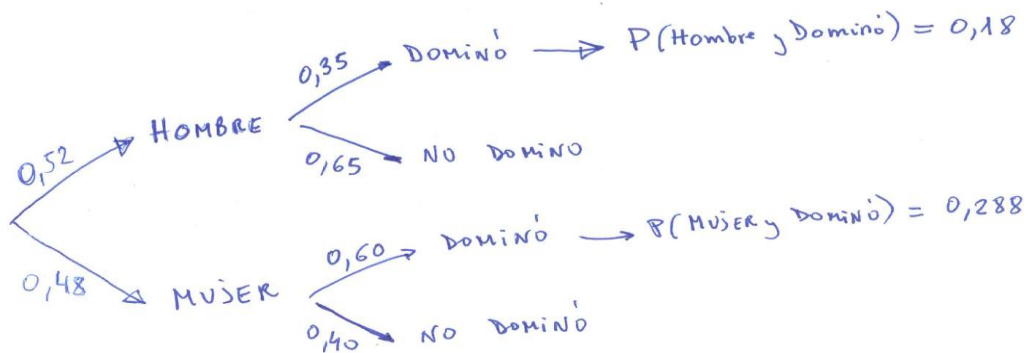 0,35 DOMINÓ P(Hombre y Dominó) = 0,18
0,52 HOMBRE
0,65 NO DOMINO
0,60 DOMINÓ P(MUJER y DOMINÓ) = 0,288
0,48 MUJER
0,40 NO DOMINÓ